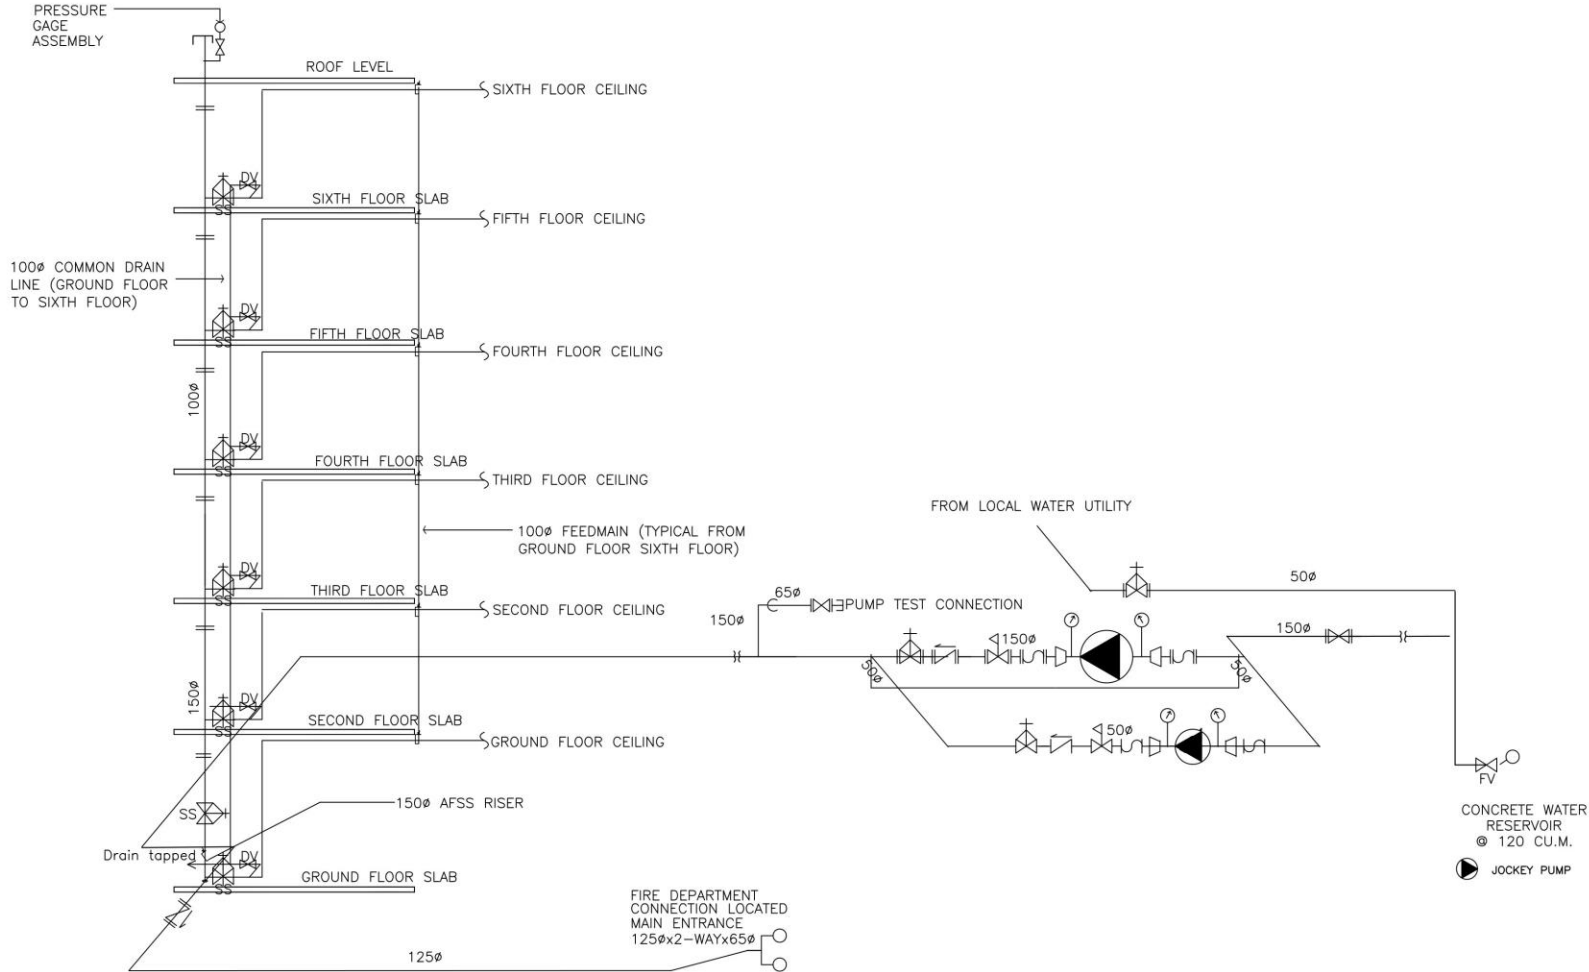 PRESSURE
GAGE
ASSEMBLY
ROOF LEVEL
SIXTH FLOOR CEILING
DV
SS
SIXTH FLOOR SLAB
FIFTH FLOOR CEILING
100ø COMMON DRAIN
LINE (GROUND FLOOR
TO SIXTH FLOOR)
DV
SS
FIFTH FLOOR SLAB
FOURTH FLOOR CEILING
100ø
DV
SS
FOURTH FLOOR SLAB
THIRD FLOOR CEILING
100ø FEEDMAIN (TYPICAL FROM
GROUND FLOOR SIXTH FLOOR)
DV
SS
THIRD FLOOR SLAB
SECOND FLOOR CEILING
150ø
DV
SS
SECOND FLOOR SLAB
GROUND FLOOR CEILING
150ø AFSS RISER
SS
Drain tapped
DV
SS
GROUND FLOOR SLAB
125ø
FIRE DEPARTMENT
CONNECTION LOCATED
MAIN ENTRANCE
125øx2-WAYx65ø
150ø
65ø
PUMP TEST CONNECTION
FROM LOCAL WATER UTILITY
50ø
150ø
150ø
50ø
50ø
50ø
FV
CONCRETE WATER
RESERVOIR
@ 120 CU.M.
JOCKEY PUMP